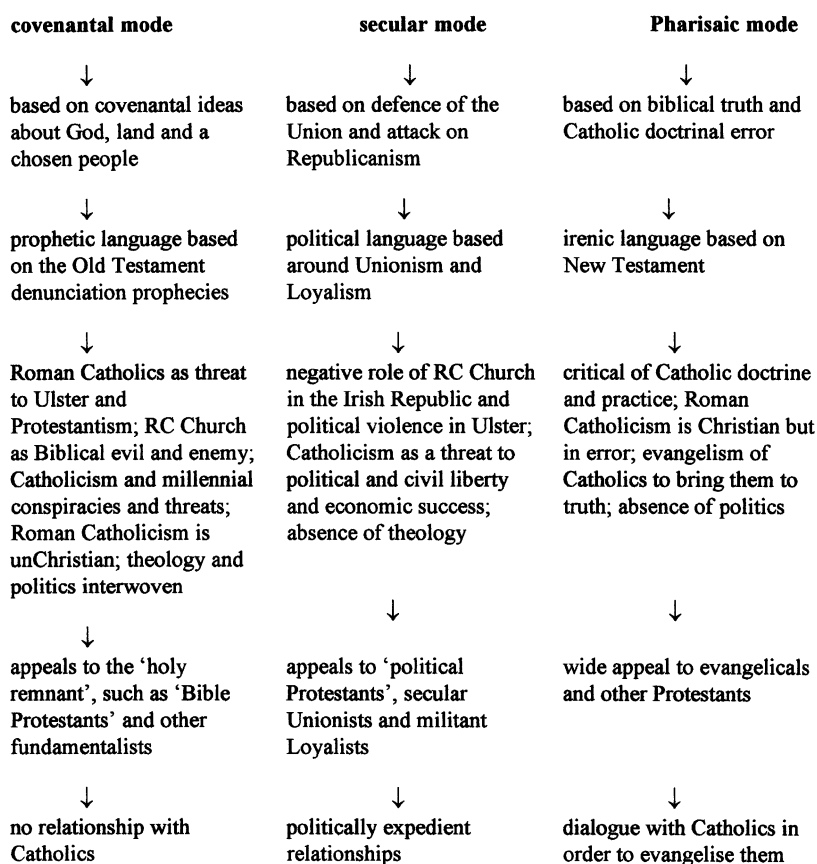 covenantal mode
↓
based on covenantal ideas
about God, land and a
chosen people
↓
prophetic language based
on the Old Testament
denunciation prophecies
↓
Roman Catholics as threat
to Ulster and
Protestantism; RC Church
as Biblical evil and enemy;
Catholicism and millennial
conspiracies and threats;
Roman Catholicism is
unChristian; theology and
politics interwoven
↓
appeals to the ‘holy
remnant’, such as ‘Bible
Protestants’ and other
fundamentalists
↓
no relationship with
Catholics
secular mode
↓
based on defence of the
Union and attack on
Republicanism
↓
political language based
around Unionism and
Loyalism
↓
negative role of RC Church
in the Irish Republic and
political violence in Ulster;
Catholicism as a threat to
political and civil liberty
and economic success;
absence of theology
↓
appeals to ‘political
Protestants’, secular
Unionists and militant
Loyalists
↓
politically expedient
relationships
Pharisaic mode
↓
based on biblical truth and
Catholic doctrinal error
↓
irenic language based on
New Testament
↓
critical of Catholic doctrine
and practice; Roman
Catholicism is Christian but
in error; evangelism of
Catholics to bring them to
truth; absence of politics
↓
wide appeal to evangelicals
and other Protestants
↓
dialogue with Catholics in
order to evangelise them